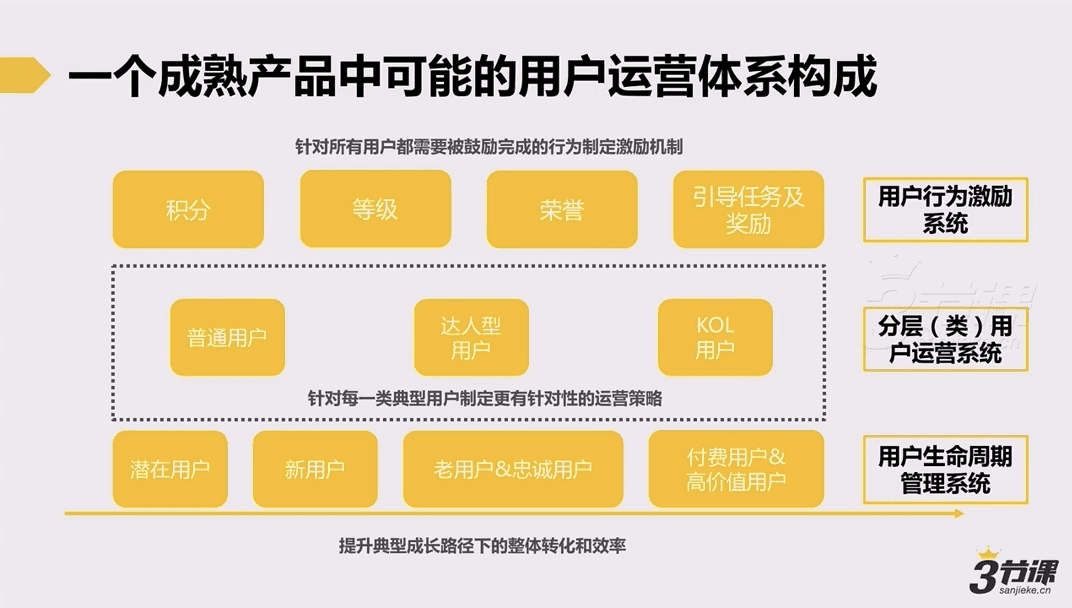 一个成熟产品中可能的用户运营体系构成
针对所有用户都需要被鼓励完成的行为制定激励机制
积分
等级
荣誉
引导任务及
奖励
用户行为激励
系统
普通用户
达人型
用户
KOL
用户
针对每一类典型用户制定更有针对性的运营策略
3节课
分层（类）用
户运营系统
潜在用户
新用户
老用户&忠诚用户
付费用户&
高价值用户
用户生命周期
管理系统
提升典型成长路径下的整体转化和效率
3节课
sanjieke.cn